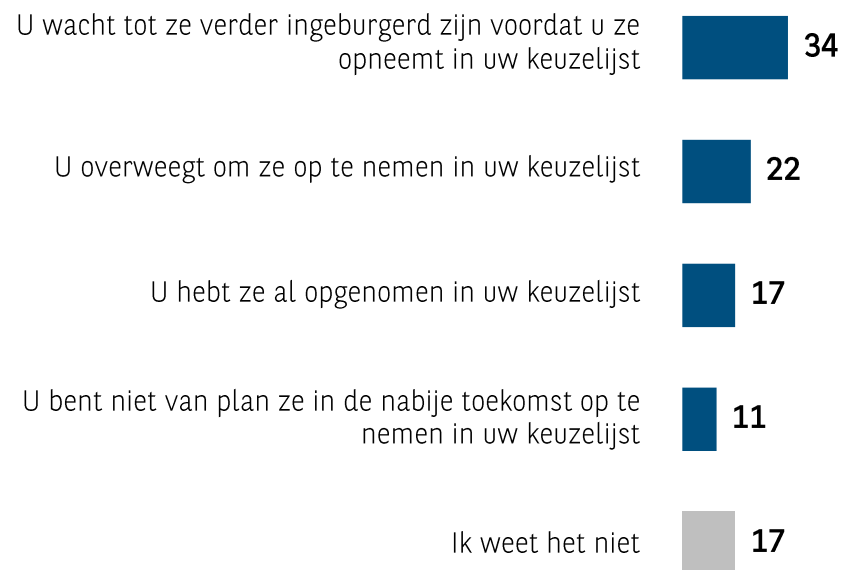 U wacht tot ze verder ingeburgerd zijn voordat u ze
opneemt in uw keuzelijst
34
U overweegt om ze op te nemen in uw keuzelijst
22
U hebt ze al opgenomen in uw keuzelijst
17
U bent niet van plan ze in de nabije toekomst op te
nemen in uw keuzelijst
11
Ik weet het niet
17